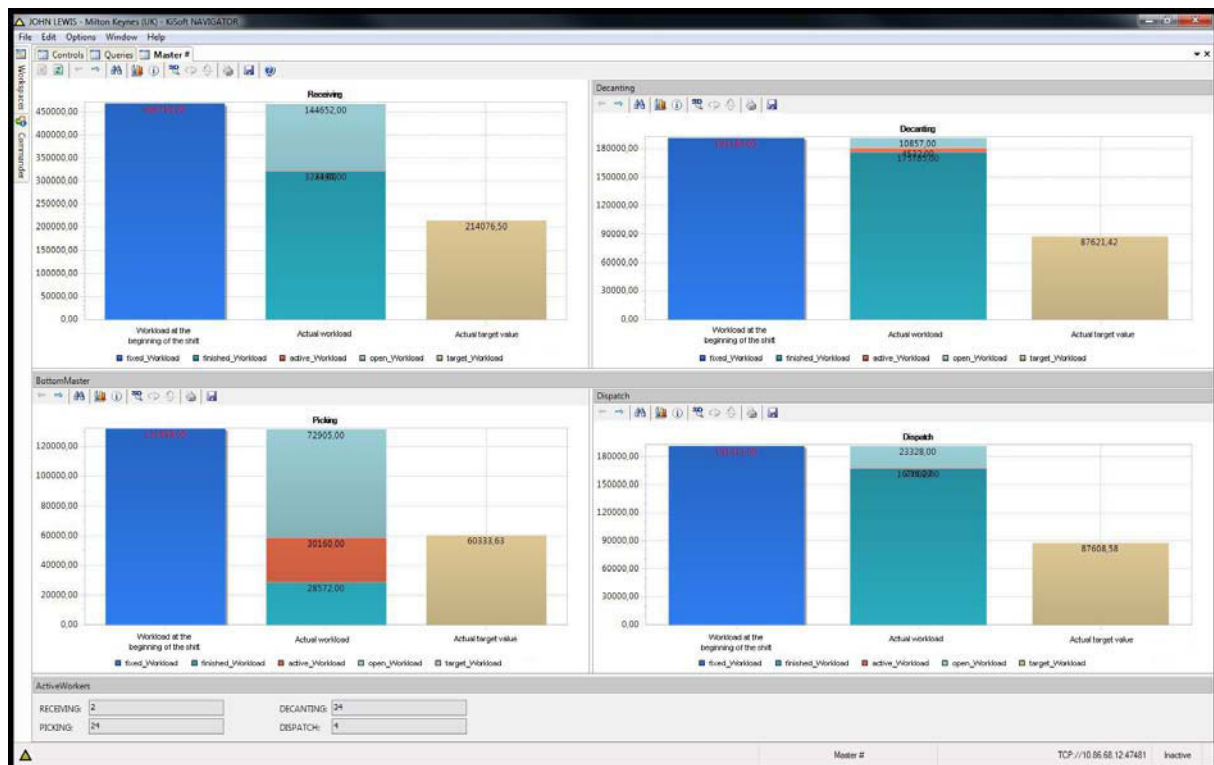 JOHN LEWIS - Milton Keynes (UK) - KiSoft NAVIGATOR
File Edit Options Window Help
Controls Queries Master #
Workspaces
Commander
Receiving
450000,00
400000,00
350000,00
300000,00
250000,00
200000,00
150000,00
100000,00
50000,00
0,00
144652,00
214076,50
Workload at the beginning of the shift
Actual workload
Actual target value
fixed_Workload finished_Workload active_Workload open_Workload target_Workload
Decanting
Decanting
180000,00
150000,00
120000,00
90000,00
60000,00
30000,00
0,00
10857,00
87621,42
Workload at the beginning of the shift
Actual workload
Actual target value
fixed_Workload finished_Workload active_Workload open_Workload target_Workload
BottomMaster
Picking
120000,00
100000,00
80000,00
60000,00
40000,00
20000,00
0,00
72905,00
30160,00
28572,00
60333,63
Workload at the beginning of the shift
Actual workload
Actual target value
fixed_Workload finished_Workload active_Workload open_Workload target_Workload
Dispatch
Dispatch
180000,00
150000,00
120000,00
90000,00
60000,00
30000,00
0,00
23328,00
87608,58
Workload at the beginning of the shift
Actual workload
Actual target value
fixed_Workload finished_Workload active_Workload open_Workload target_Workload
ActiveWorkers
RECEIVING: 2
DECANTING: 34
PICKING: 24
DISPATCH: 4
Master #
TCP://10.86.68.12:47481
Inactive